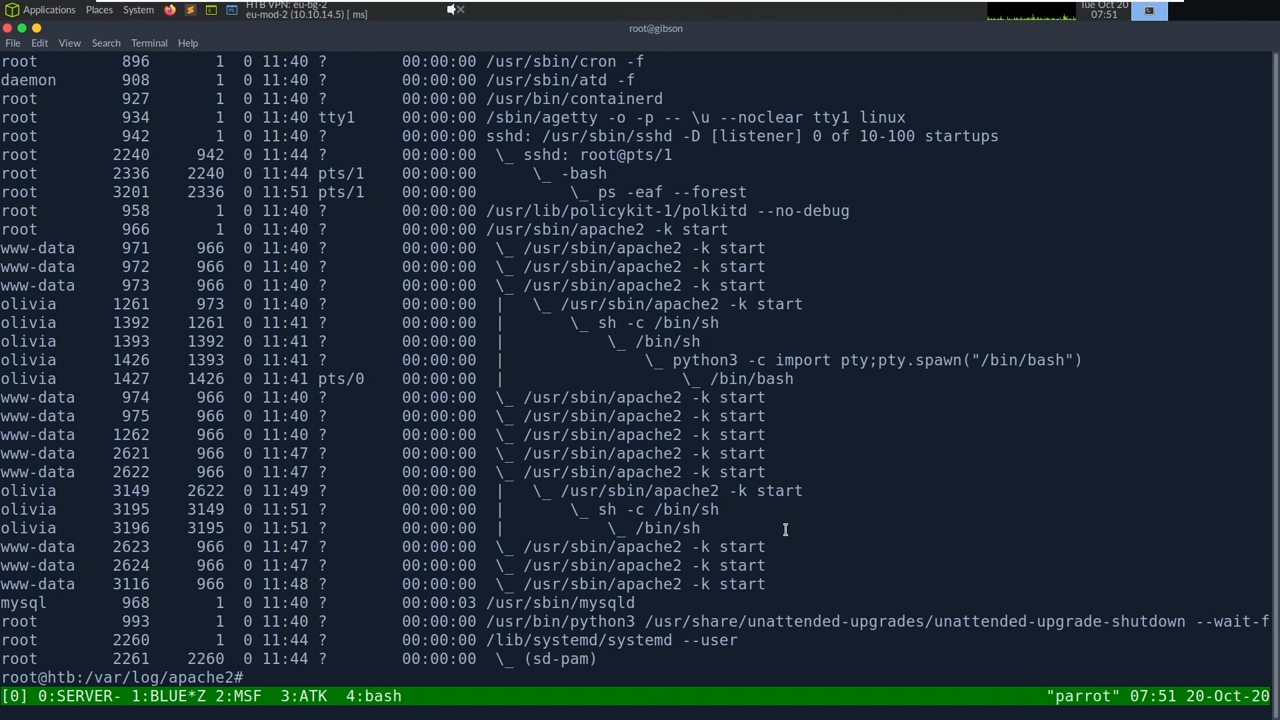 Applications Places System HTB VPN: eu-bg-2 Tue Oct 20
eu-mod-2 (10.10.14.5) [ ms] 07:51
root@gibson
File Edit View Search Terminal Help
root 896 1 0 11:40 ? 00:00:00 /usr/sbin/cron -f
daemon 908 1 0 11:40 ? 00:00:00 /usr/sbin/atd -f
root 927 1 0 11:40 ? 00:00:00 /usr/bin/containerd
root 934 1 0 11:40 tty1 00:00:00 /sbin/agetty -o -p -- \u --noclear tty1 linux
root 942 1 0 11:40 ? 00:00:00 sshd: /usr/sbin/sshd -D [listener] 0 of 10-100 startups
root 2240 942 0 11:44 ? 00:00:00 \_ sshd: root@pts/1
root 2336 2240 0 11:44 pts/1 00:00:00 \_ -bash
root 3201 2336 0 11:51 pts/1 00:00:00 \_ ps -eaf --forest
root 958 1 0 11:40 ? 00:00:00 /usr/lib/policykit-1/polkitd --no-debug
root 966 1 0 11:40 ? 00:00:00 /usr/sbin/apache2 -k start
www-data 971 966 0 11:40 ? 00:00:00 \_ /usr/sbin/apache2 -k start
www-data 972 966 0 11:40 ? 00:00:00 \_ /usr/sbin/apache2 -k start
www-data 973 966 0 11:40 ? 00:00:00 \_ /usr/sbin/apache2 -k start
olivia 1261 973 0 11:40 ? 00:00:00 | \_ /usr/sbin/apache2 -k start
olivia 1392 1261 0 11:41 ? 00:00:00 | \_ sh -c /bin/sh
olivia 1393 1392 0 11:41 ? 00:00:00 | \_ /bin/sh
olivia 1426 1393 0 11:41 ? 00:00:00 | \_ python3 -c import pty;pty.spawn("/bin/bash")
olivia 1427 1426 0 11:41 pts/0 00:00:00 | \_ /bin/bash
www-data 974 966 0 11:40 ? 00:00:00 \_ /usr/sbin/apache2 -k start
www-data 975 966 0 11:40 ? 00:00:00 \_ /usr/sbin/apache2 -k start
www-data 1262 966 0 11:40 ? 00:00:00 \_ /usr/sbin/apache2 -k start
www-data 2621 966 0 11:47 ? 00:00:00 \_ /usr/sbin/apache2 -k start
www-data 2622 966 0 11:47 ? 00:00:00 \_ /usr/sbin/apache2 -k start
olivia 3149 2622 0 11:49 ? 00:00:00 | \_ /usr/sbin/apache2 -k start
olivia 3195 3149 0 11:51 ? 00:00:00 | \_ sh -c /bin/sh
olivia 3196 3195 0 11:51 ? 00:00:00 | \_ /bin/sh
www-data 2623 966 0 11:47 ? 00:00:00 \_ /usr/sbin/apache2 -k start
www-data 2624 966 0 11:47 ? 00:00:00 \_ /usr/sbin/apache2 -k start
www-data 3116 966 0 11:48 ? 00:00:00 \_ /usr/sbin/apache2 -k start
mysql 968 1 0 11:40 ? 00:00:03 /usr/sbin/mysqld
root 993 1 0 11:40 ? 00:00:00 /usr/bin/python3 /usr/share/unattended-upgrades/unattended-upgrade-shutdown --wait-f
root 2260 1 0 11:44 ? 00:00:00 /lib/systemd/systemd --user
root 2261 2260 0 11:44 ? 00:00:00 \_ (sd-pam)
root@htb:/var/log/apache2#
[0] 0:SERVER- 1:BLUE*Z 2:MSF 3:ATK 4:bash "parrot" 07:51 20-Oct-20